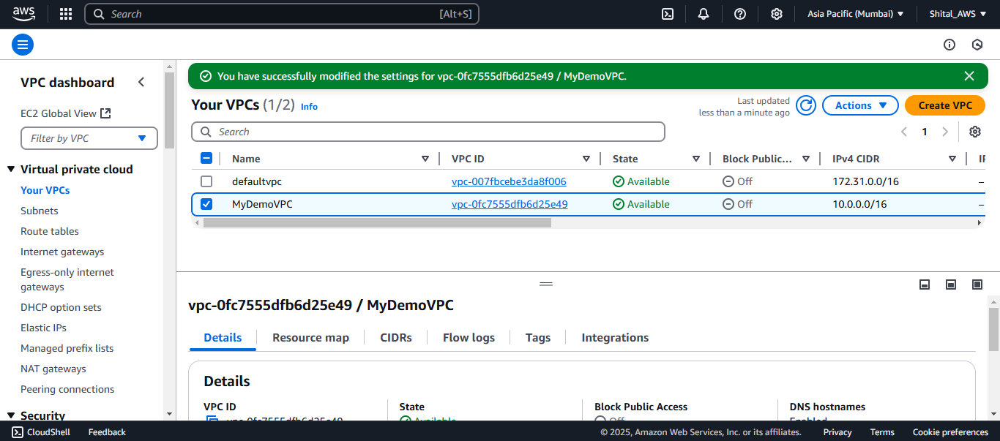 aws Search [Alt+S] Asia Pacific (Mumbai) Shital_AWS
VPC dashboard
EC2 Global View
Filter by VPC
Virtual private cloud
Your VPCs
Subnets
Route tables
Internet gateways
Egress-only internet
gateways
DHCP option sets
Elastic IPs
Managed prefix lists
NAT gateways
Peering connections
Security
You have successfully modified the settings for vpc-0fc7555dfb6d25e49 / MyDemoVPC.
Your VPCs (1/2) Info
Last updated
less than a minute ago
Actions
Create VPC
Search
1
Name VPC ID State Block Public... IPv4 CIDR
defaultvpc vpc-007fbcebe3da8f006 Available Off 172.31.0.0/16 –
MyDemoVPC vpc-0fc7555dfb6d25e49 Available Off 10.0.0.0/16 –
vpc-0fc7555dfb6d25e49 / MyDemoVPC
Details Resource map CIDRs Flow logs Tags Integrations
Details
VPC ID State Block Public Access DNS hostnames
vpc-0fc7555dfb6d25e49 Available Off Enabled
CloudShell Feedback © 2025, Amazon Web Services, Inc. or its affiliates. Privacy Terms Cookie preferences